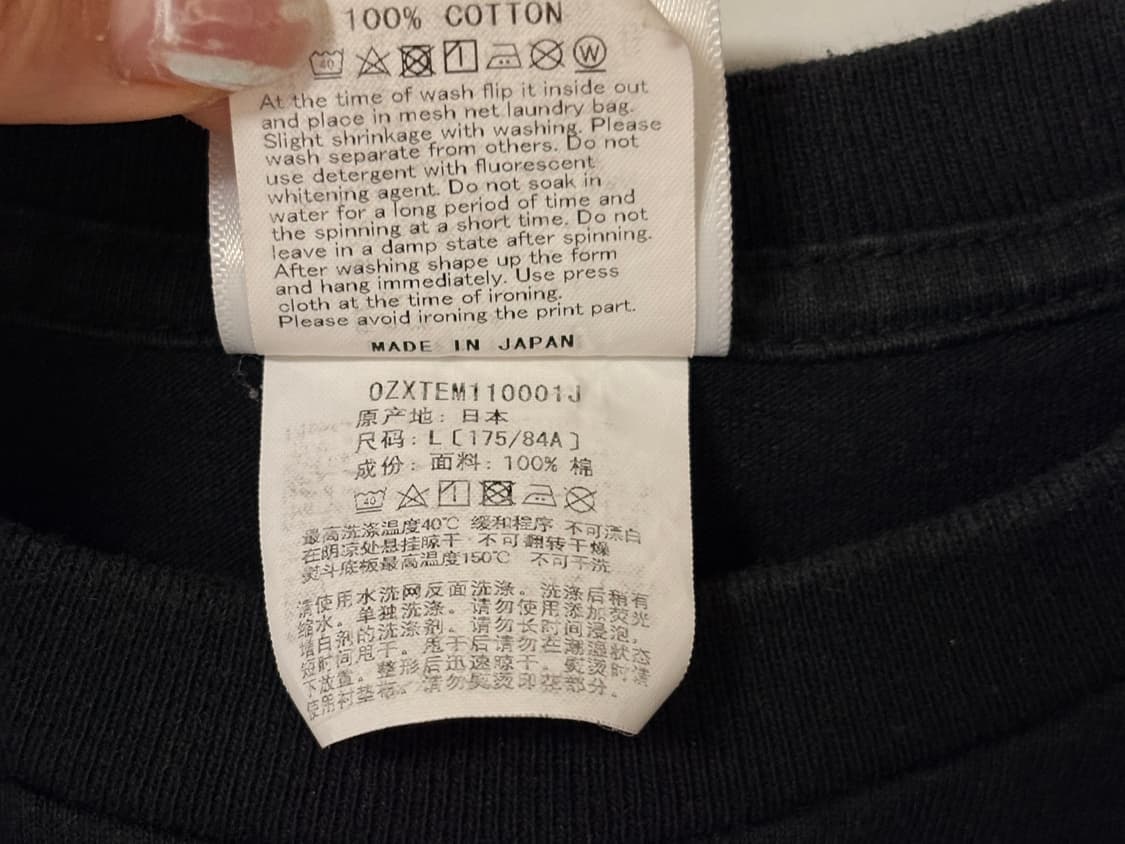 100% COTTON
40
W
At the time of wash flip it inside out
and place in mesh net laundry bag.
Slight shrinkage with washing. Please
wash separate from others. Do not
use detergent with fluorescent
whitening agent. Do not soak in
water for a long period of time and
the spinning at a short time. Do not
leave in a damp state after spinning.
After washing shape up the form
and hang immediately. Use press
cloth at the time of ironing.
Please avoid ironing the print part.
MADE IN JAPAN
0ZXTEM110001J
原产地: 日本
尺码: L〔175/84A〕
成份: 面料: 100% 棉
40
最高洗涤温度40℃ 缓和程序 不可漂白
在阴凉处悬挂晾干 不可翻转干燥
熨斗底板最高温度150℃ 不可干洗
请使用水洗网反面洗涤。洗涤后稍有
缩水。单独洗涤。请勿使用添加荧光
增白剂的洗涤剂。请勿长时间浸泡,
短时间甩干。甩干后请勿在潮湿状态
下放置。整形后迅速晾干。熨烫时请
使用衬垫布。请勿熨烫印花部分。